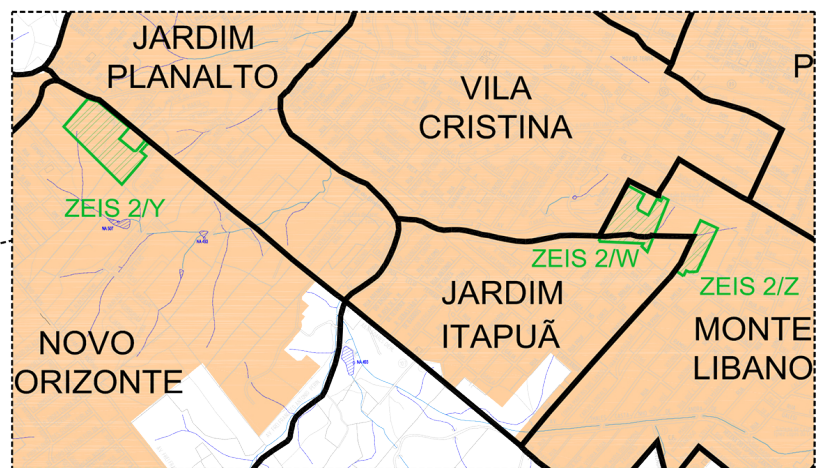 JARDIM
PLANALTO
VILA
CRISTINA
P
ZEIS 2/Y
ZEIS 2/W
ZEIS 2/Z
JARDIM
ITAPUÃ
NOVO
ORIZONTE
MONTE
LIBANO